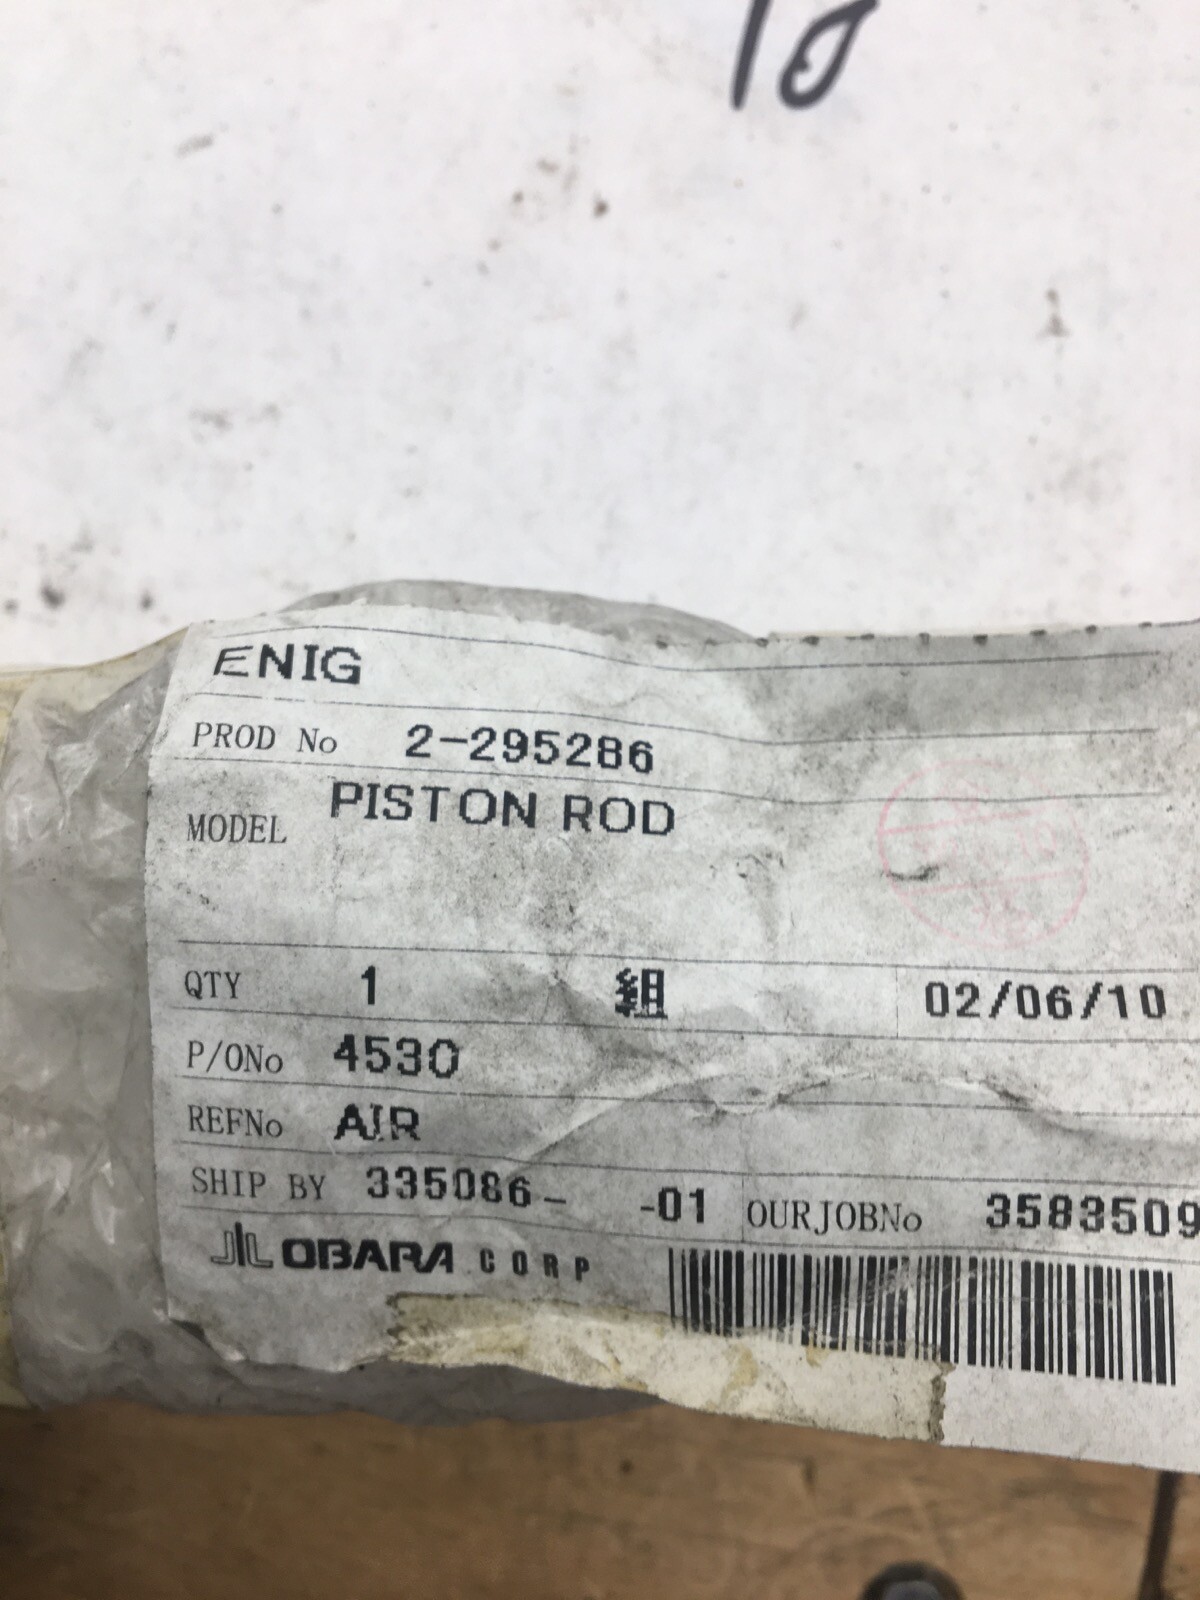 10
ENIG
PROD No 2-295286
MODEL PISTON ROD
QTY 1 組 02/06/10
P/ONo 4530
REFNo AIR
SHIP BY 335086- -01 OURJOBNo 3583509
OBARA CORP